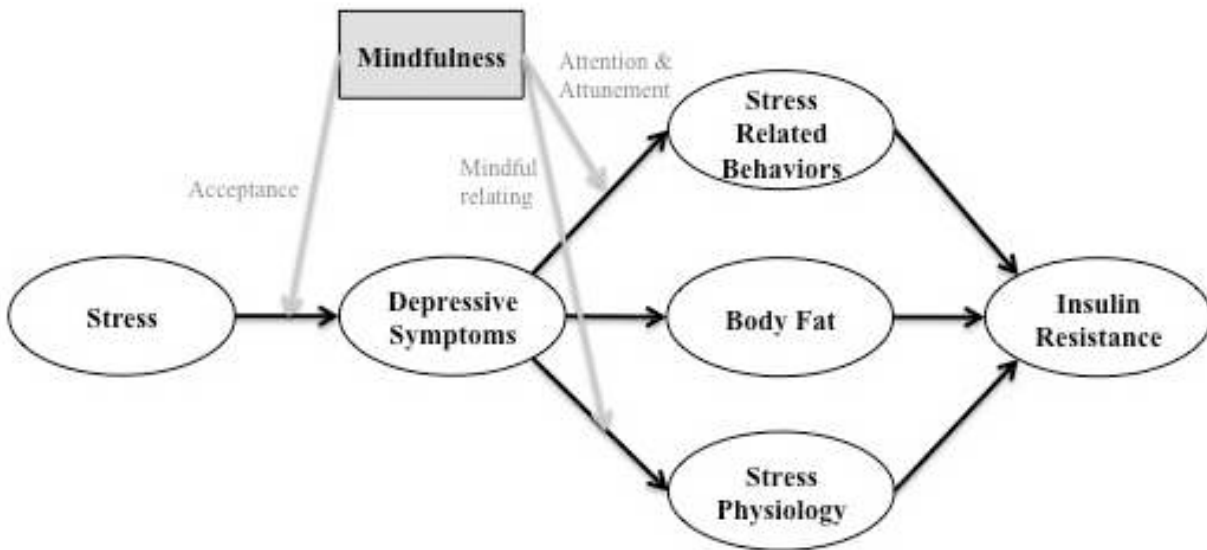 Mindfulness
Attention &
Attunement
Stress
Related
Behaviors
Mindful
relating
Acceptance
Stress
Depressive
Symptoms
Body Fat
Insulin
Resistance
Stress
Physiology